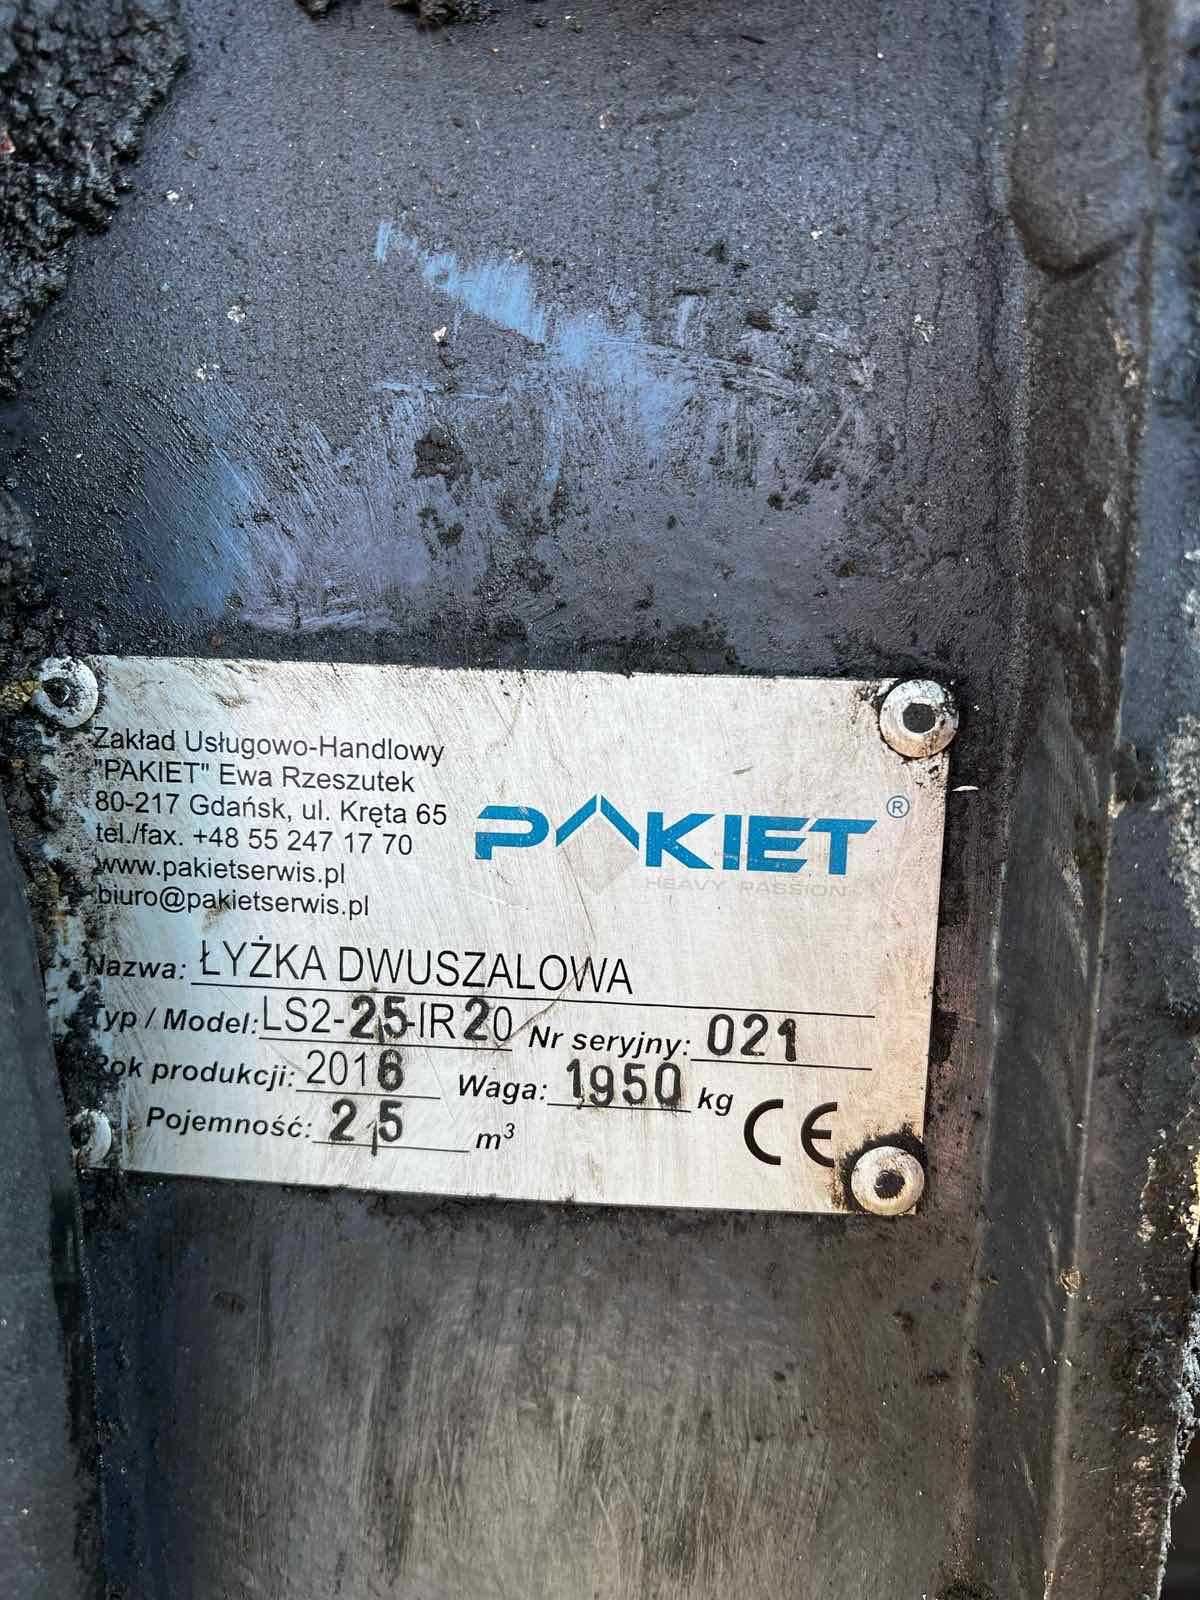 Zakład Usługowo-Handlowy
"PAKIET" Ewa Rzeszutek
80-217 Gdańsk, ul. Kręta 65
tel./fax. +48 55 247 17 70
www.pakietserwis.pl
biuro@pakietserwis.pl
PAKIET ®
HEAVY PASSION
Nazwa: ŁYŻKA DWUSZALOWA
Typ / Model: LS2-2,5-IR20 Nr seryjny: 021
Rok produkcji: 2016 Waga: 1950 kg
Pojemność: 2,5 m³ CE